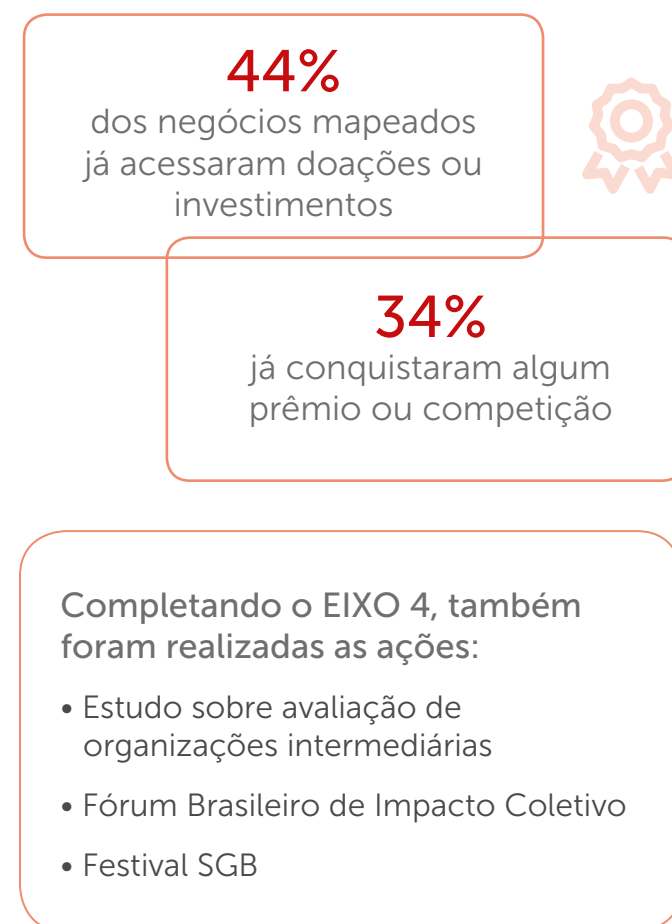 44%
dos negócios mapeados
já acessaram doações ou
investimentos
34%
já conquistaram algum
prêmio ou competição
Completando o EIXO 4, também
foram realizadas as ações:
• Estudo sobre avaliação de
organizações intermediárias
• Fórum Brasileiro de Impacto Coletivo
• Festival SGB